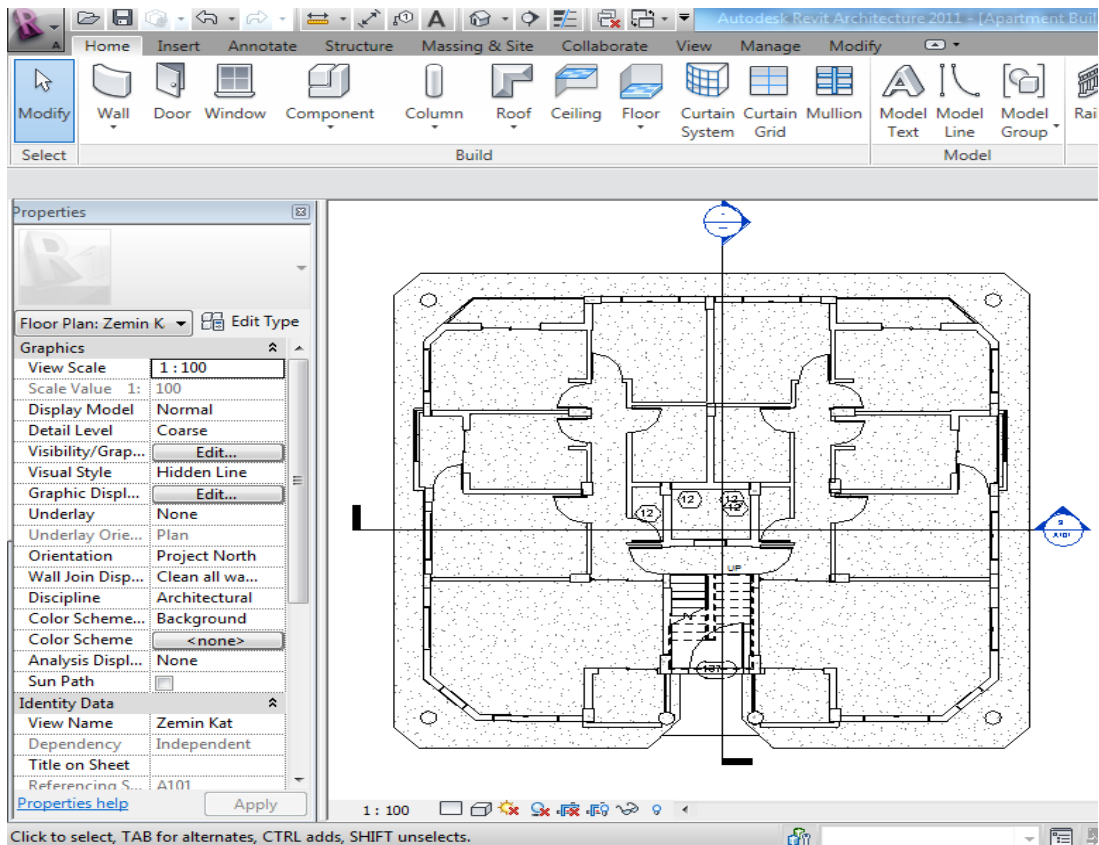 Autodesk Revit Architecture 2011 - [Apartment Buil
Home Insert Annotate Structure Massing & Site Collaborate View Manage Modify
Modify Wall Door Window Component Column Roof Ceiling Floor Curtain System Curtain Grid Mullion Model Text Model Line Model Group Rai
Select Build Model
Properties
Floor Plan: Zemin K Edit Type
Graphics
View Scale 1 : 100
Scale Value 1: 100
Display Model Normal
Detail Level Coarse
Visibility/Grap... Edit...
Visual Style Hidden Line
Graphic Displ... Edit...
Underlay None
Underlay Orie... Plan
Orientation Project North
Wall Join Disp... Clean all wa...
Discipline Architectural
Color Scheme... Background
Color Scheme <none>
Analysis Displ... None
Sun Path
Identity Data
View Name Zemin Kat
Dependency Independent
Title on Sheet
Referencing S... A101
Properties help Apply
12 12 12
UP
1 : 100
Click to select, TAB for alternates, CTRL adds, SHIFT unselects.